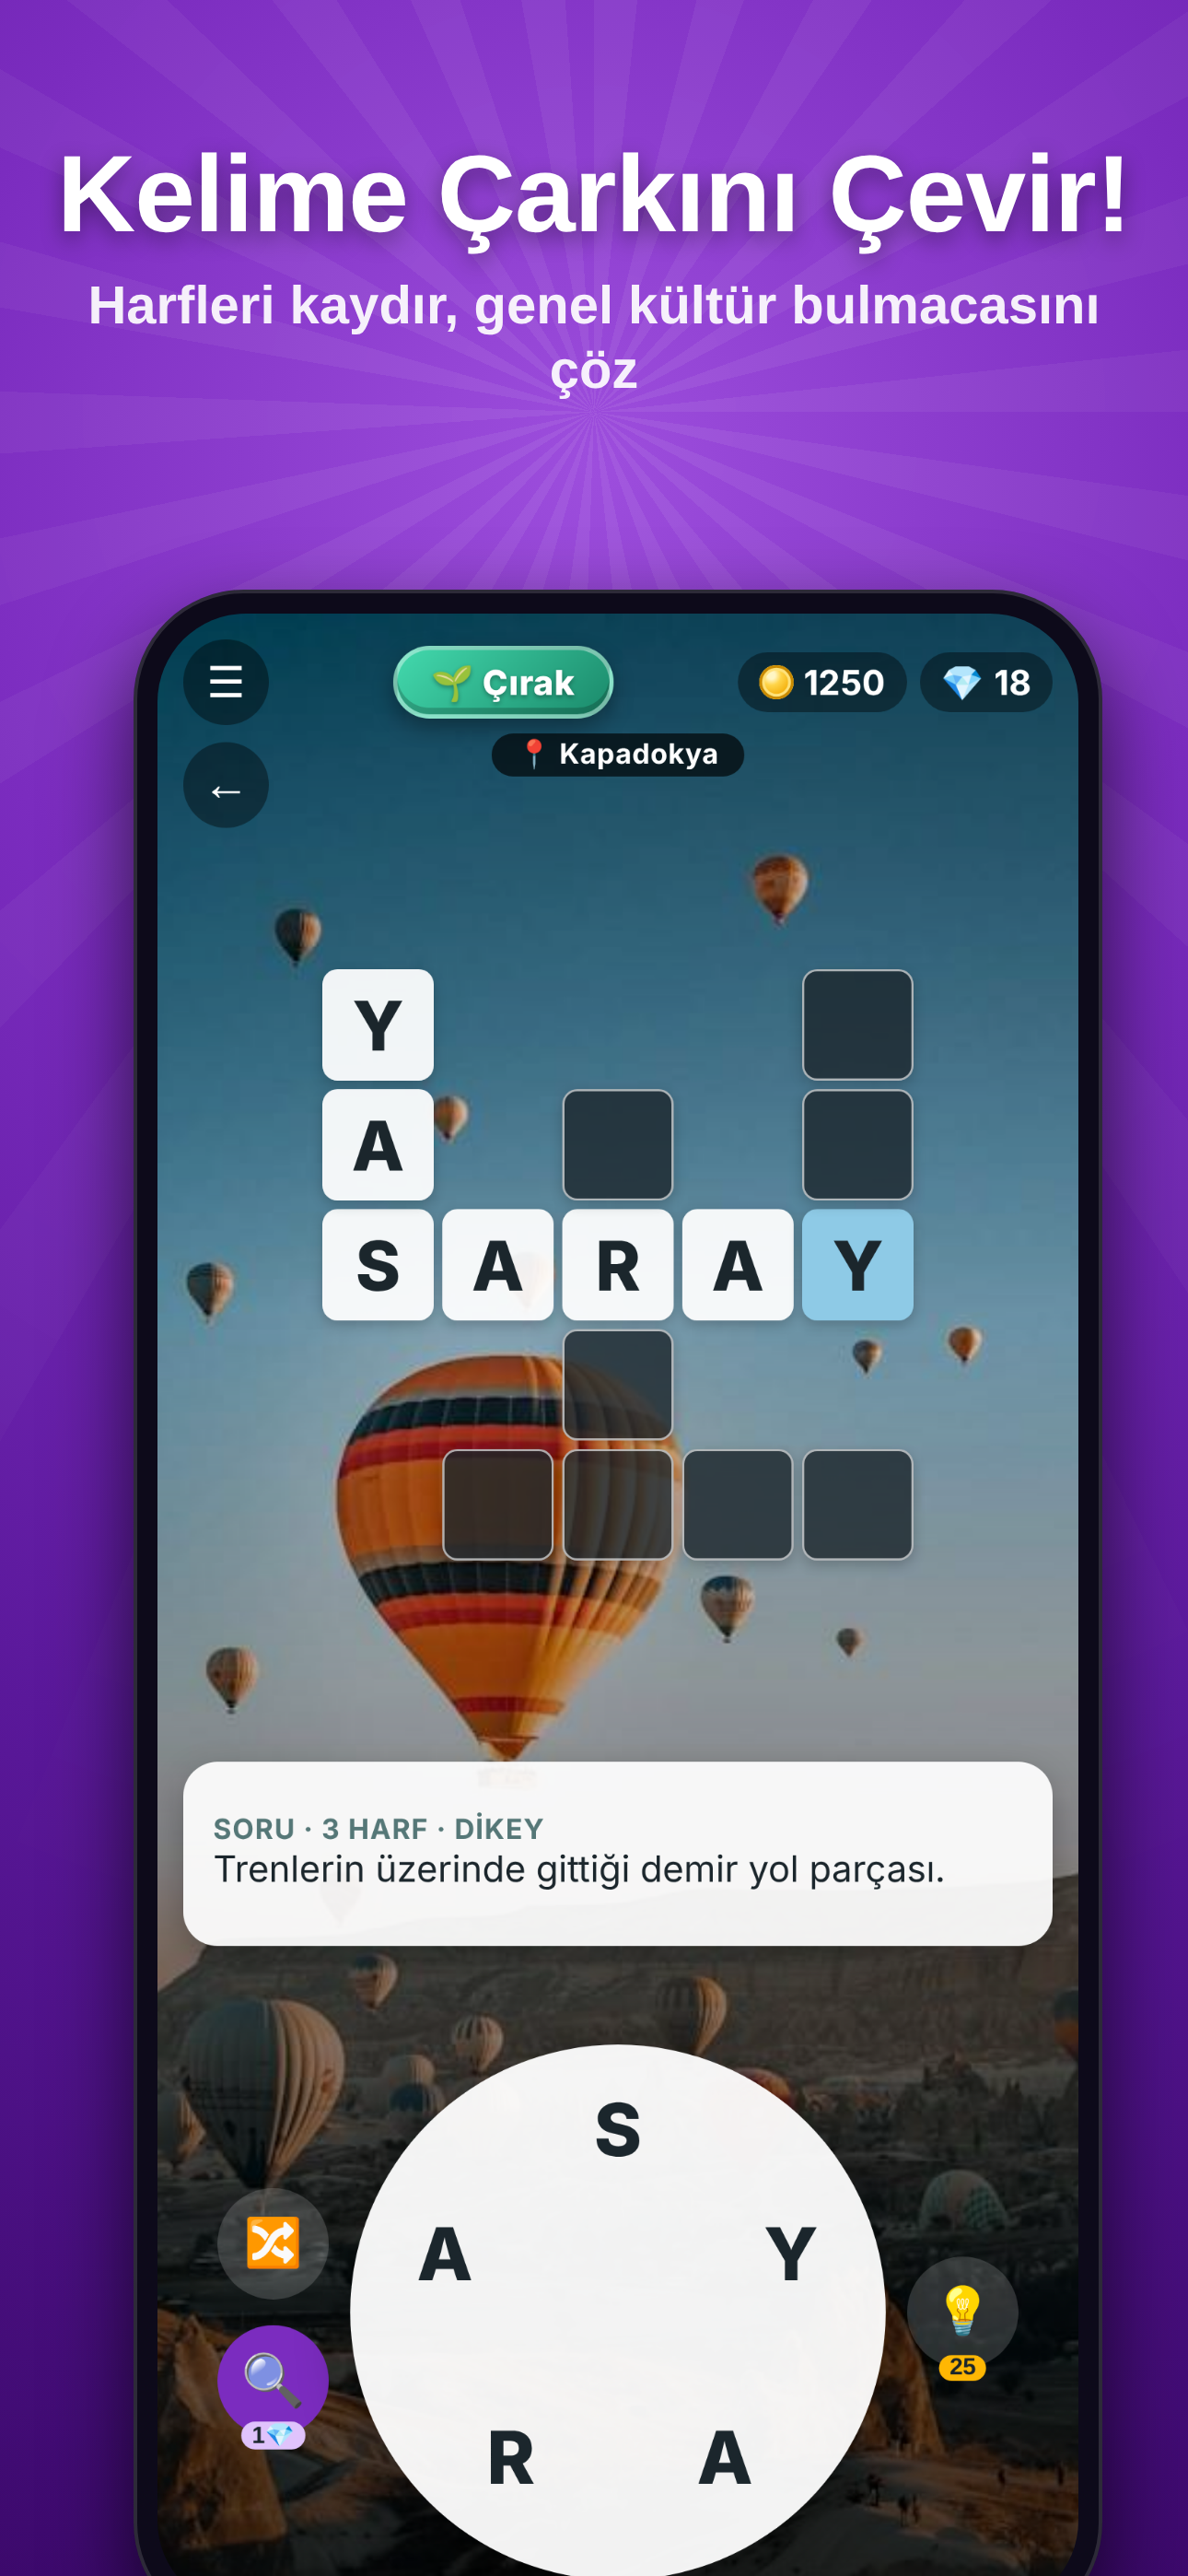 Kelime Çarkını Çevir!
Harfleri kaydır, genel kültür bulmacasını
çöz
Çırak
1250
18
Kapadokya
Y
A
S A R A Y
SORU · 3 HARF · DİKEY
Trenlerin üzerinde gittiği demir yol parçası.
S
A Y
25
1
R A